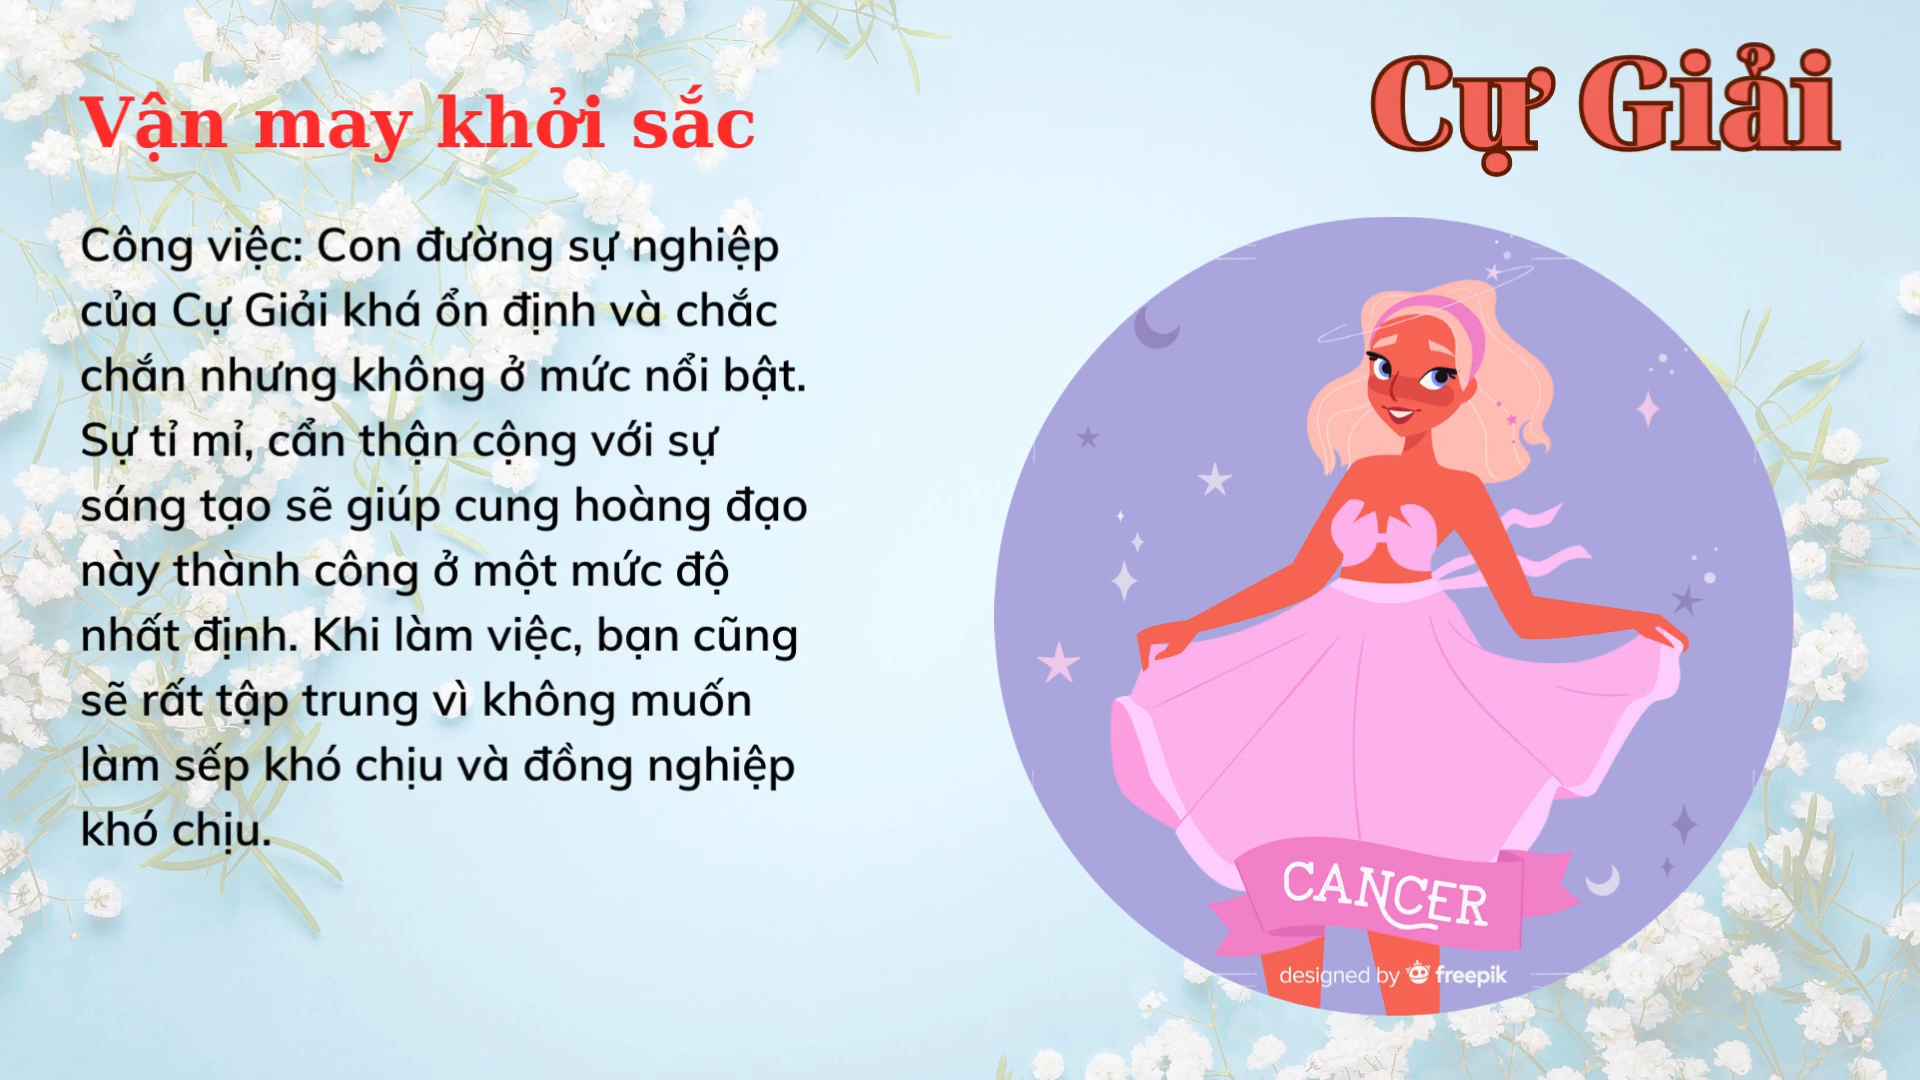 Cự Giải
Vận may khởi sắc
Công việc: Con đường sự nghiệp
của Cự Giải khá ổn định và chắc
chắn nhưng không ở mức nổi bật.
Sự tỉ mỉ, cẩn thận cộng với sự
sáng tạo sẽ giúp cung hoàng đạo
này thành công ở một mức độ
nhất định. Khi làm việc, bạn cũng
sẽ rất tập trung vì không muốn
làm sếp khó chịu và đồng nghiệp
khó chịu.
CANCER
designed by freepik